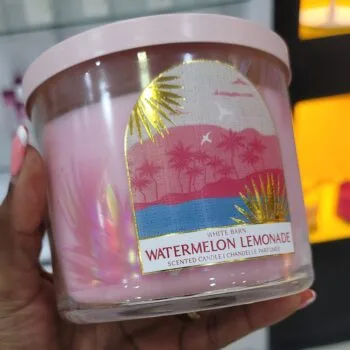 WHITE BARN
WATERMELON LEMONADE
SCENTED CANDLE | CHANDELLE PARFUMÉE